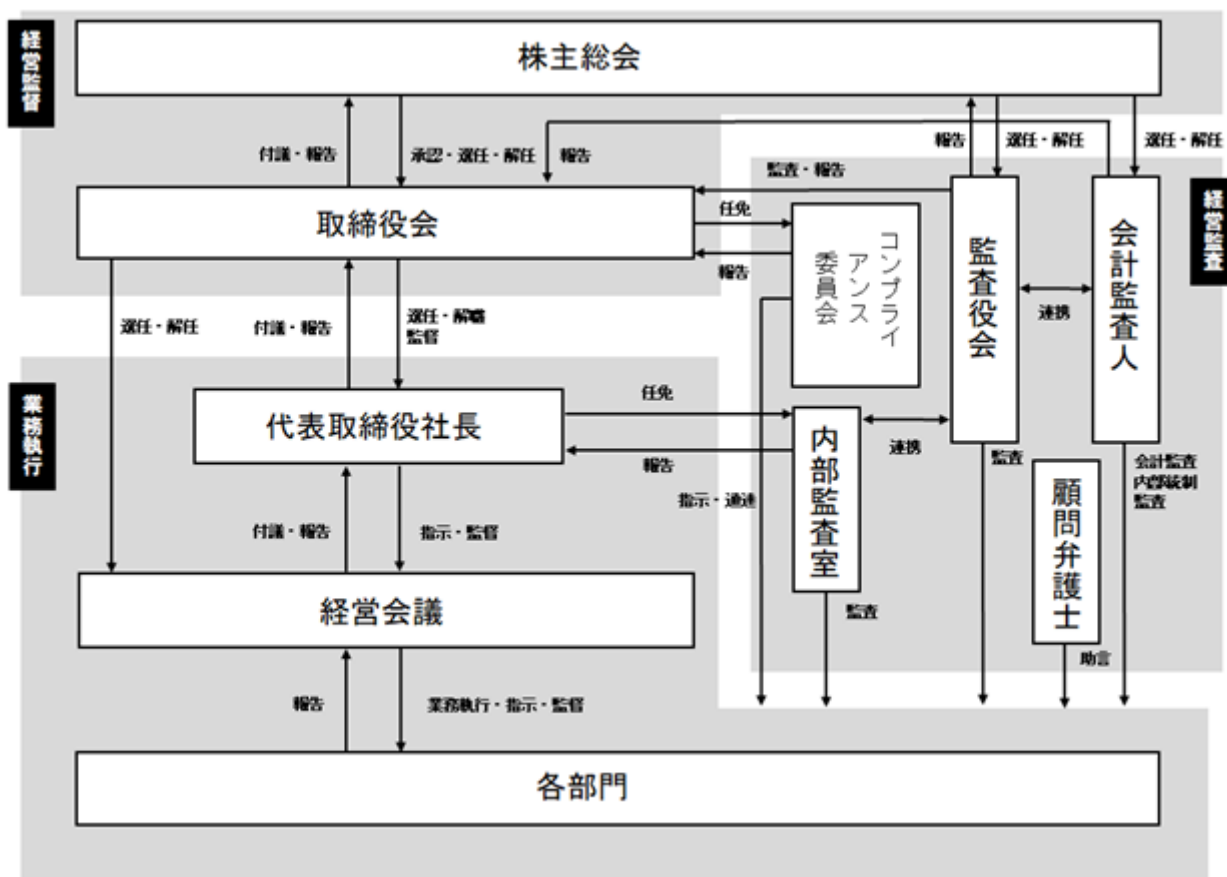 経営監督
株主総会
付議・報告
承認・選任・解任
報告
報告
選任・解任
選任・解任
監査・報告
経営監査
取締役会
任免
報告
コンプライ
アンス
委員会
監査役会
会計監査人
連携
選任・解任
付議・報告
選任・解職
監督
業務執行
代表取締役社長
任免
報告
内部監査室
連携
監査
会計監査
内部統制
監査
指示・通達
顧問弁護士
付議・報告
指示・監督
経営会議
監査
助言
報告
業務執行・指示・監督
各部門